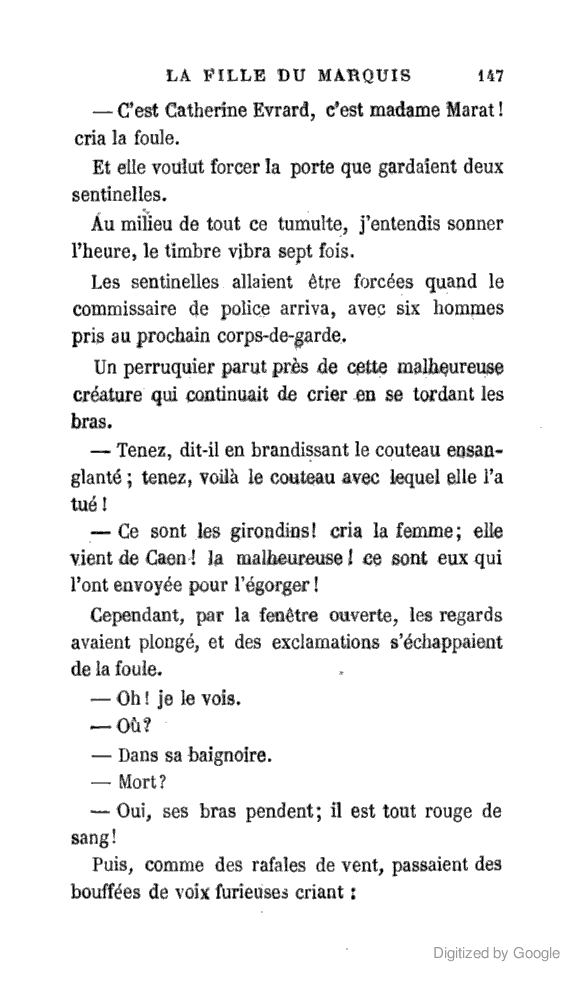 LA FILLE DU MARQUIS 147
— C'est Catherine Evrard, c'est madame Marat !
cria la foule.
Et elle voulut forcer la porte que gardaient deux
sentinelles.
Au milieu de tout ce tumulte, j'entendis sonner
l'heure, le timbre vibra sept fois.
Les sentinelles allaient être forcées quand le
commissaire de police arriva, avec six hommes
pris au prochain corps-de-garde.
Un perruquier parut près de cette malheureuse
créature qui continuait de crier en se tordant les
bras.
— Tenez, dit-il en brandissant le couteau ensan-
glanté ; tenez, voilà le couteau avec lequel elle l'a
tué !
— Ce sont les girondins! cria la femme; elle
vient de Caen ! la malheureuse ! ce sont eux qui
l'ont envoyée pour l'égorger !
Cependant, par la fenêtre ouverte, les regards
avaient plongé, et des exclamations s'échappaient
de la foule.
— Oh! je le vois.
— Où?
— Dans sa baignoire.
— Mort?
— Oui, ses bras pendent; il est tout rouge de
sang!
Puis, comme des rafales de vent, passaient des
bouffées de voix furieuses criant :
Digitized by Google